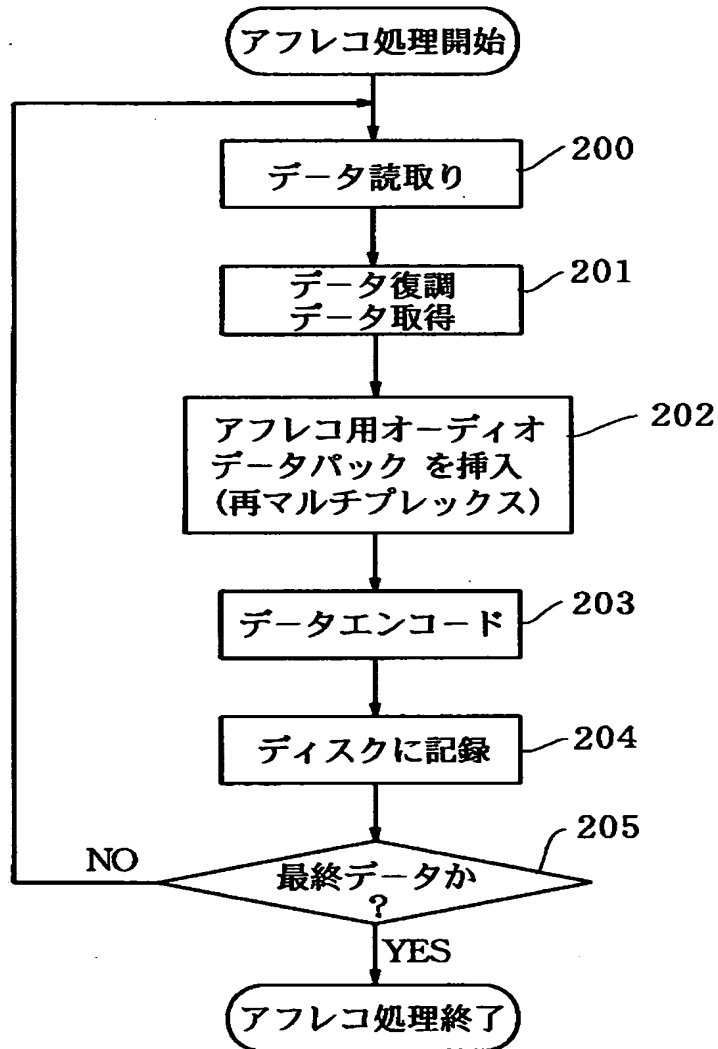 アフレコ処理開始
データ読取り
200
データ復調
データ取得
201
アフレコ用オーディオ
データパック を挿入
(再マルチプレックス)
202
データエンコード
203
ディスクに記録
204
最終データか
?
205
NO
YES
アフレコ処理終了